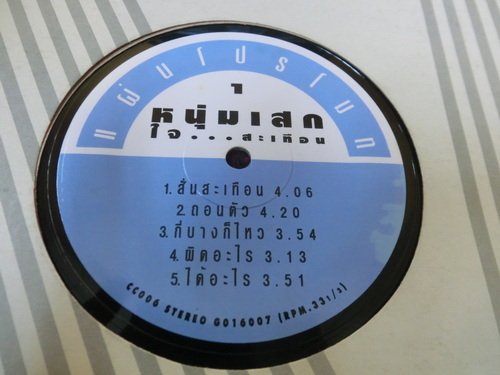 แผ่นโปรโมท
1
หนุ่มเสก
ใจ...สะเทือน
1.สั่นสะเทือน 4.06
2.ถอนตัว 4.20
3.กี่บางก็ไหว 3.54
4.ผิดอะไร 3.13
5.ได้อะไร 3.51
CC006 STEREO G016007 (RPM.33 1/3)